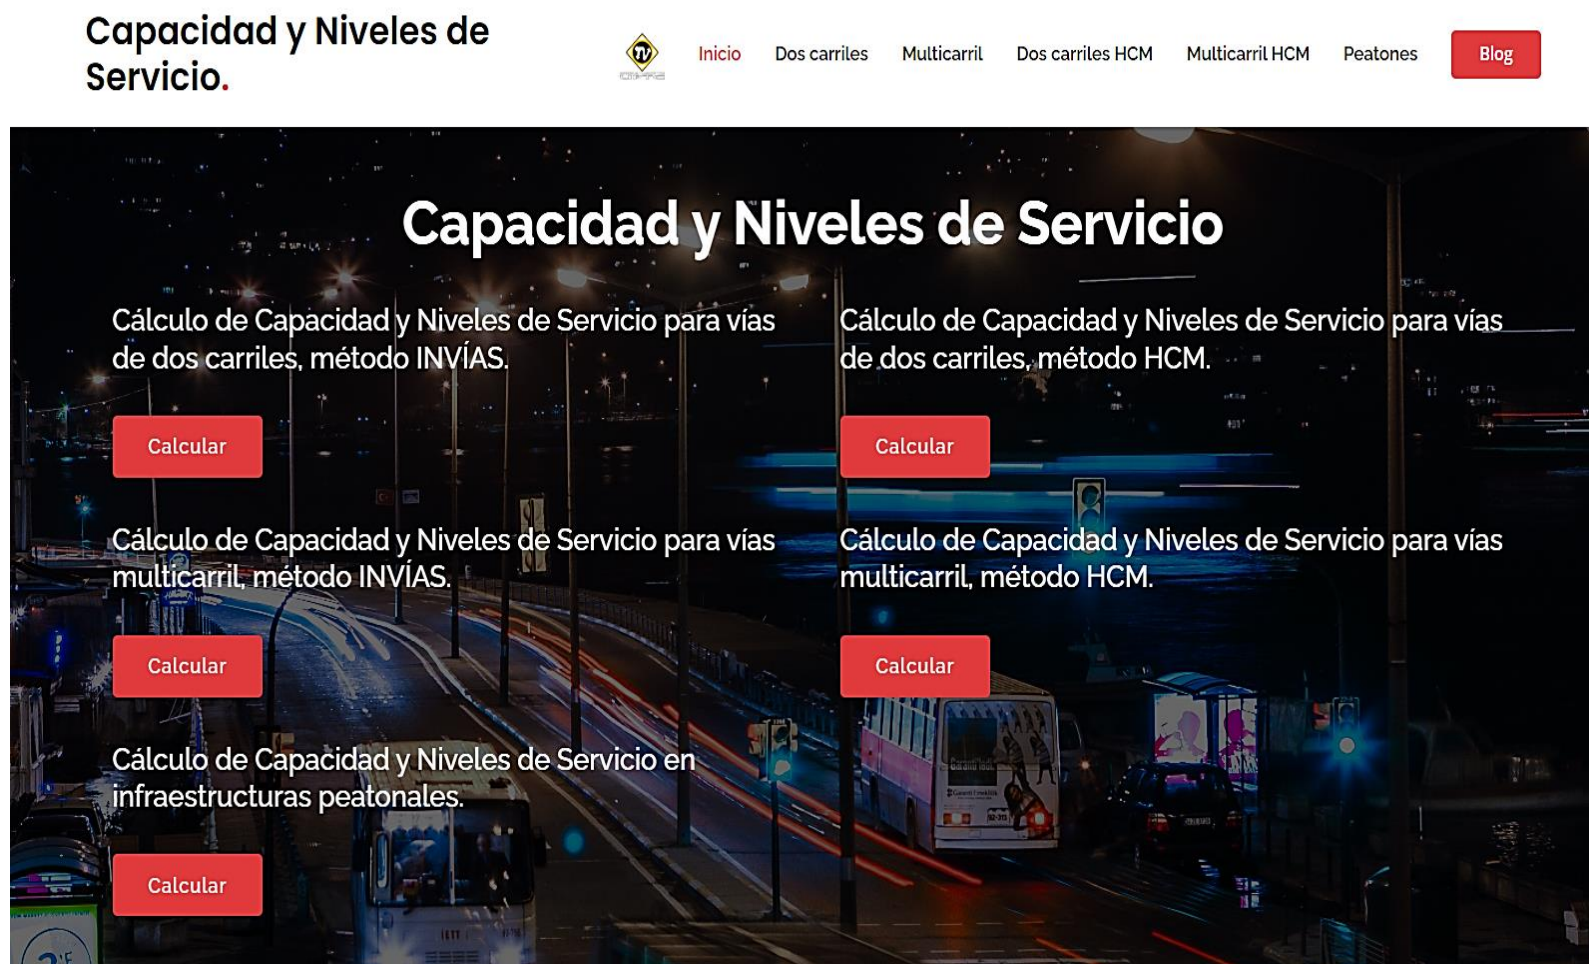 Capacidad y Niveles de
Servicio.
TV
Inicio
Dos carriles
Multicarril
Dos carriles HCM
Multicarril HCM
Peatones
Blog
Capacidad y Niveles de Servicio
Cálculo de Capacidad y Niveles de Servicio para vías
de dos carriles, método INVÍAS.
Calcular
Cálculo de Capacidad y Niveles de Servicio para vías
de dos carriles, método HCM.
Calcular
Cálculo de Capacidad y Niveles de Servicio para vías
multicarril, método INVÍAS.
Calcular
Cálculo de Capacidad y Niveles de Servicio para vías
multicarril, método HCM.
Calcular
Cálculo de Capacidad y Niveles de Servicio en
infraestructuras peatonales.
Calcular